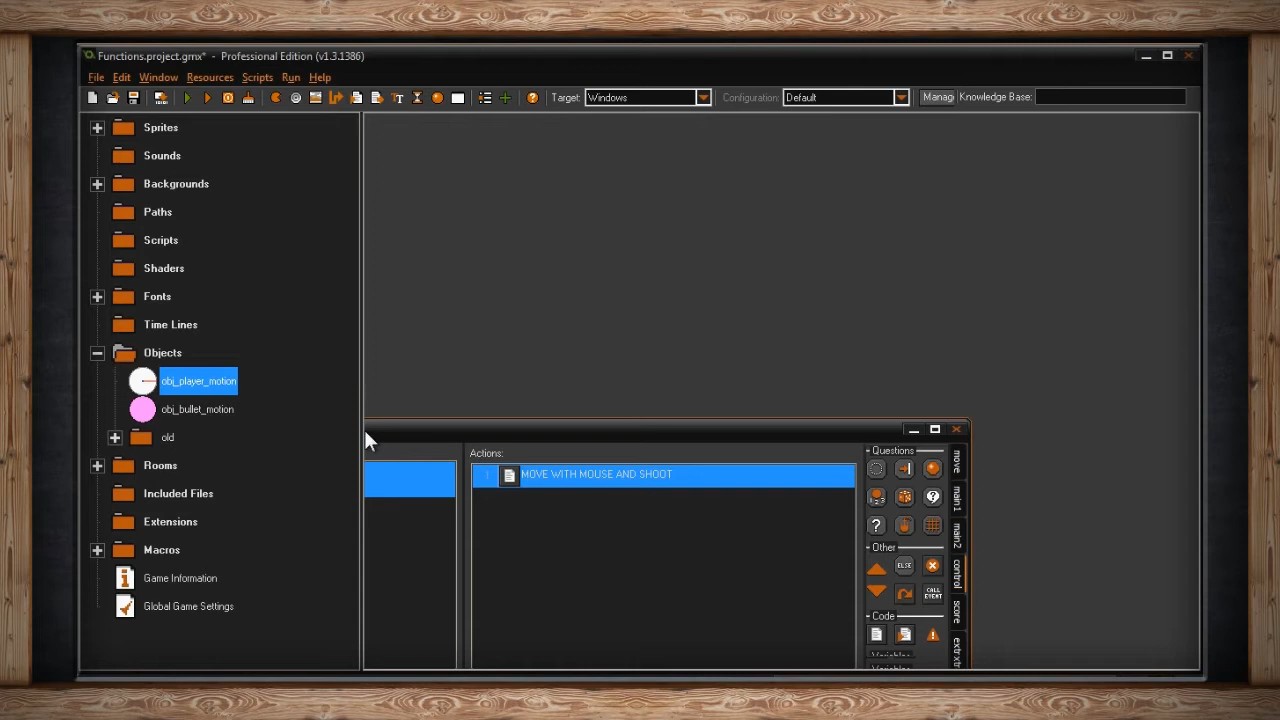 Functions.project.gmx* - Professional Edition (v1.3.1386)
File Edit Window Resources Scripts Run Help
Target: Windows Configuration: Default Manag Knowledge Base:
Sprites
Sounds
Backgrounds
Paths
Scripts
Shaders
Fonts
Time Lines
Objects
obj_player_motion
obj_bullet_motion
old
Rooms
Included Files
Extensions
Macros
Game Information
Global Game Settings
Actions:
1 MOVE WITH MOUSE AND SHOOT
Questions
Other
ELSE
CALL EVENT
Code
move
main1
main2
control
score
extra